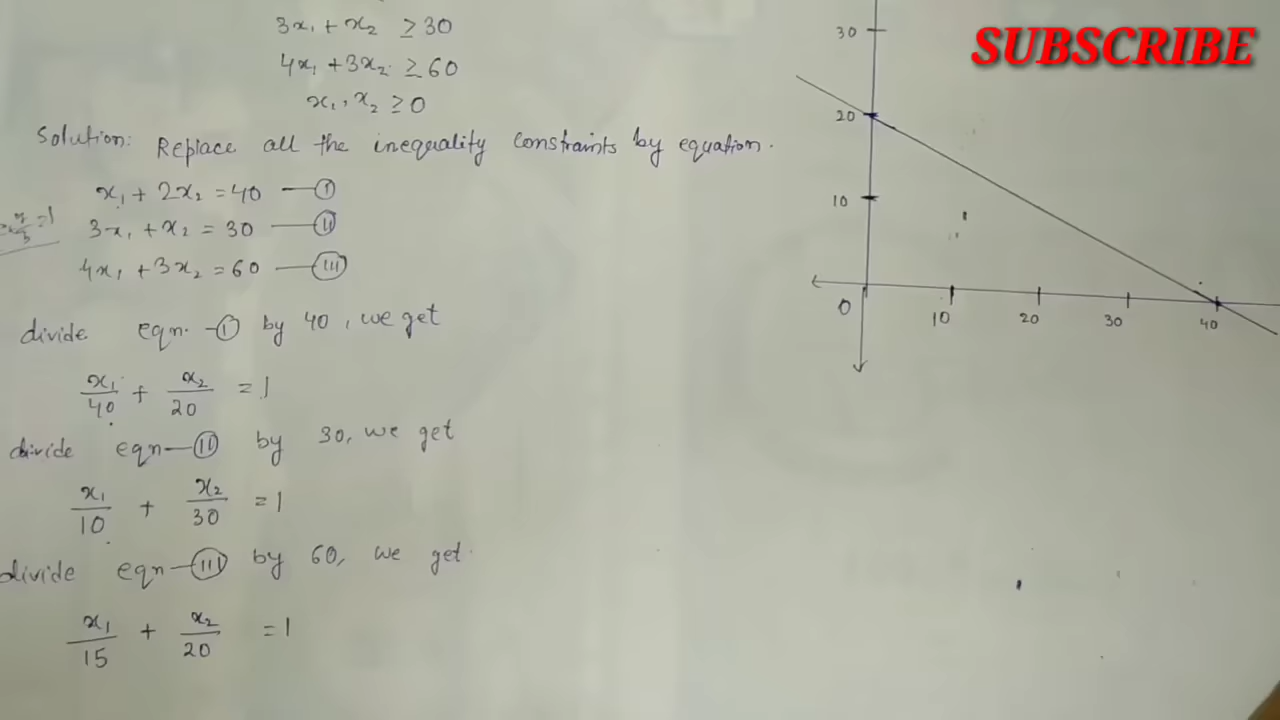 3x₁ + x₂ ≥ 30
4x₁ + 3x₂ ≥ 60
x₁, x₂ ≥ 0
Solution: Replace all the inequality constraints by equation.
x₁ + 2x₂ = 40 — (I)
3x₁ + x₂ = 30 — (II)
4x₁ + 3x₂ = 60 — (III)
divide eqn. — (I) by 40, we get
x₁/40 + x₂/20 = 1
divide eqn — (II) by 30, we get
x₁/10 + x₂/30 = 1
divide eqn — (III) by 60, we get
x₁/15 + x₂/20 = 1
SUBSCRIBE
30
20
10
0 10 20 30 40